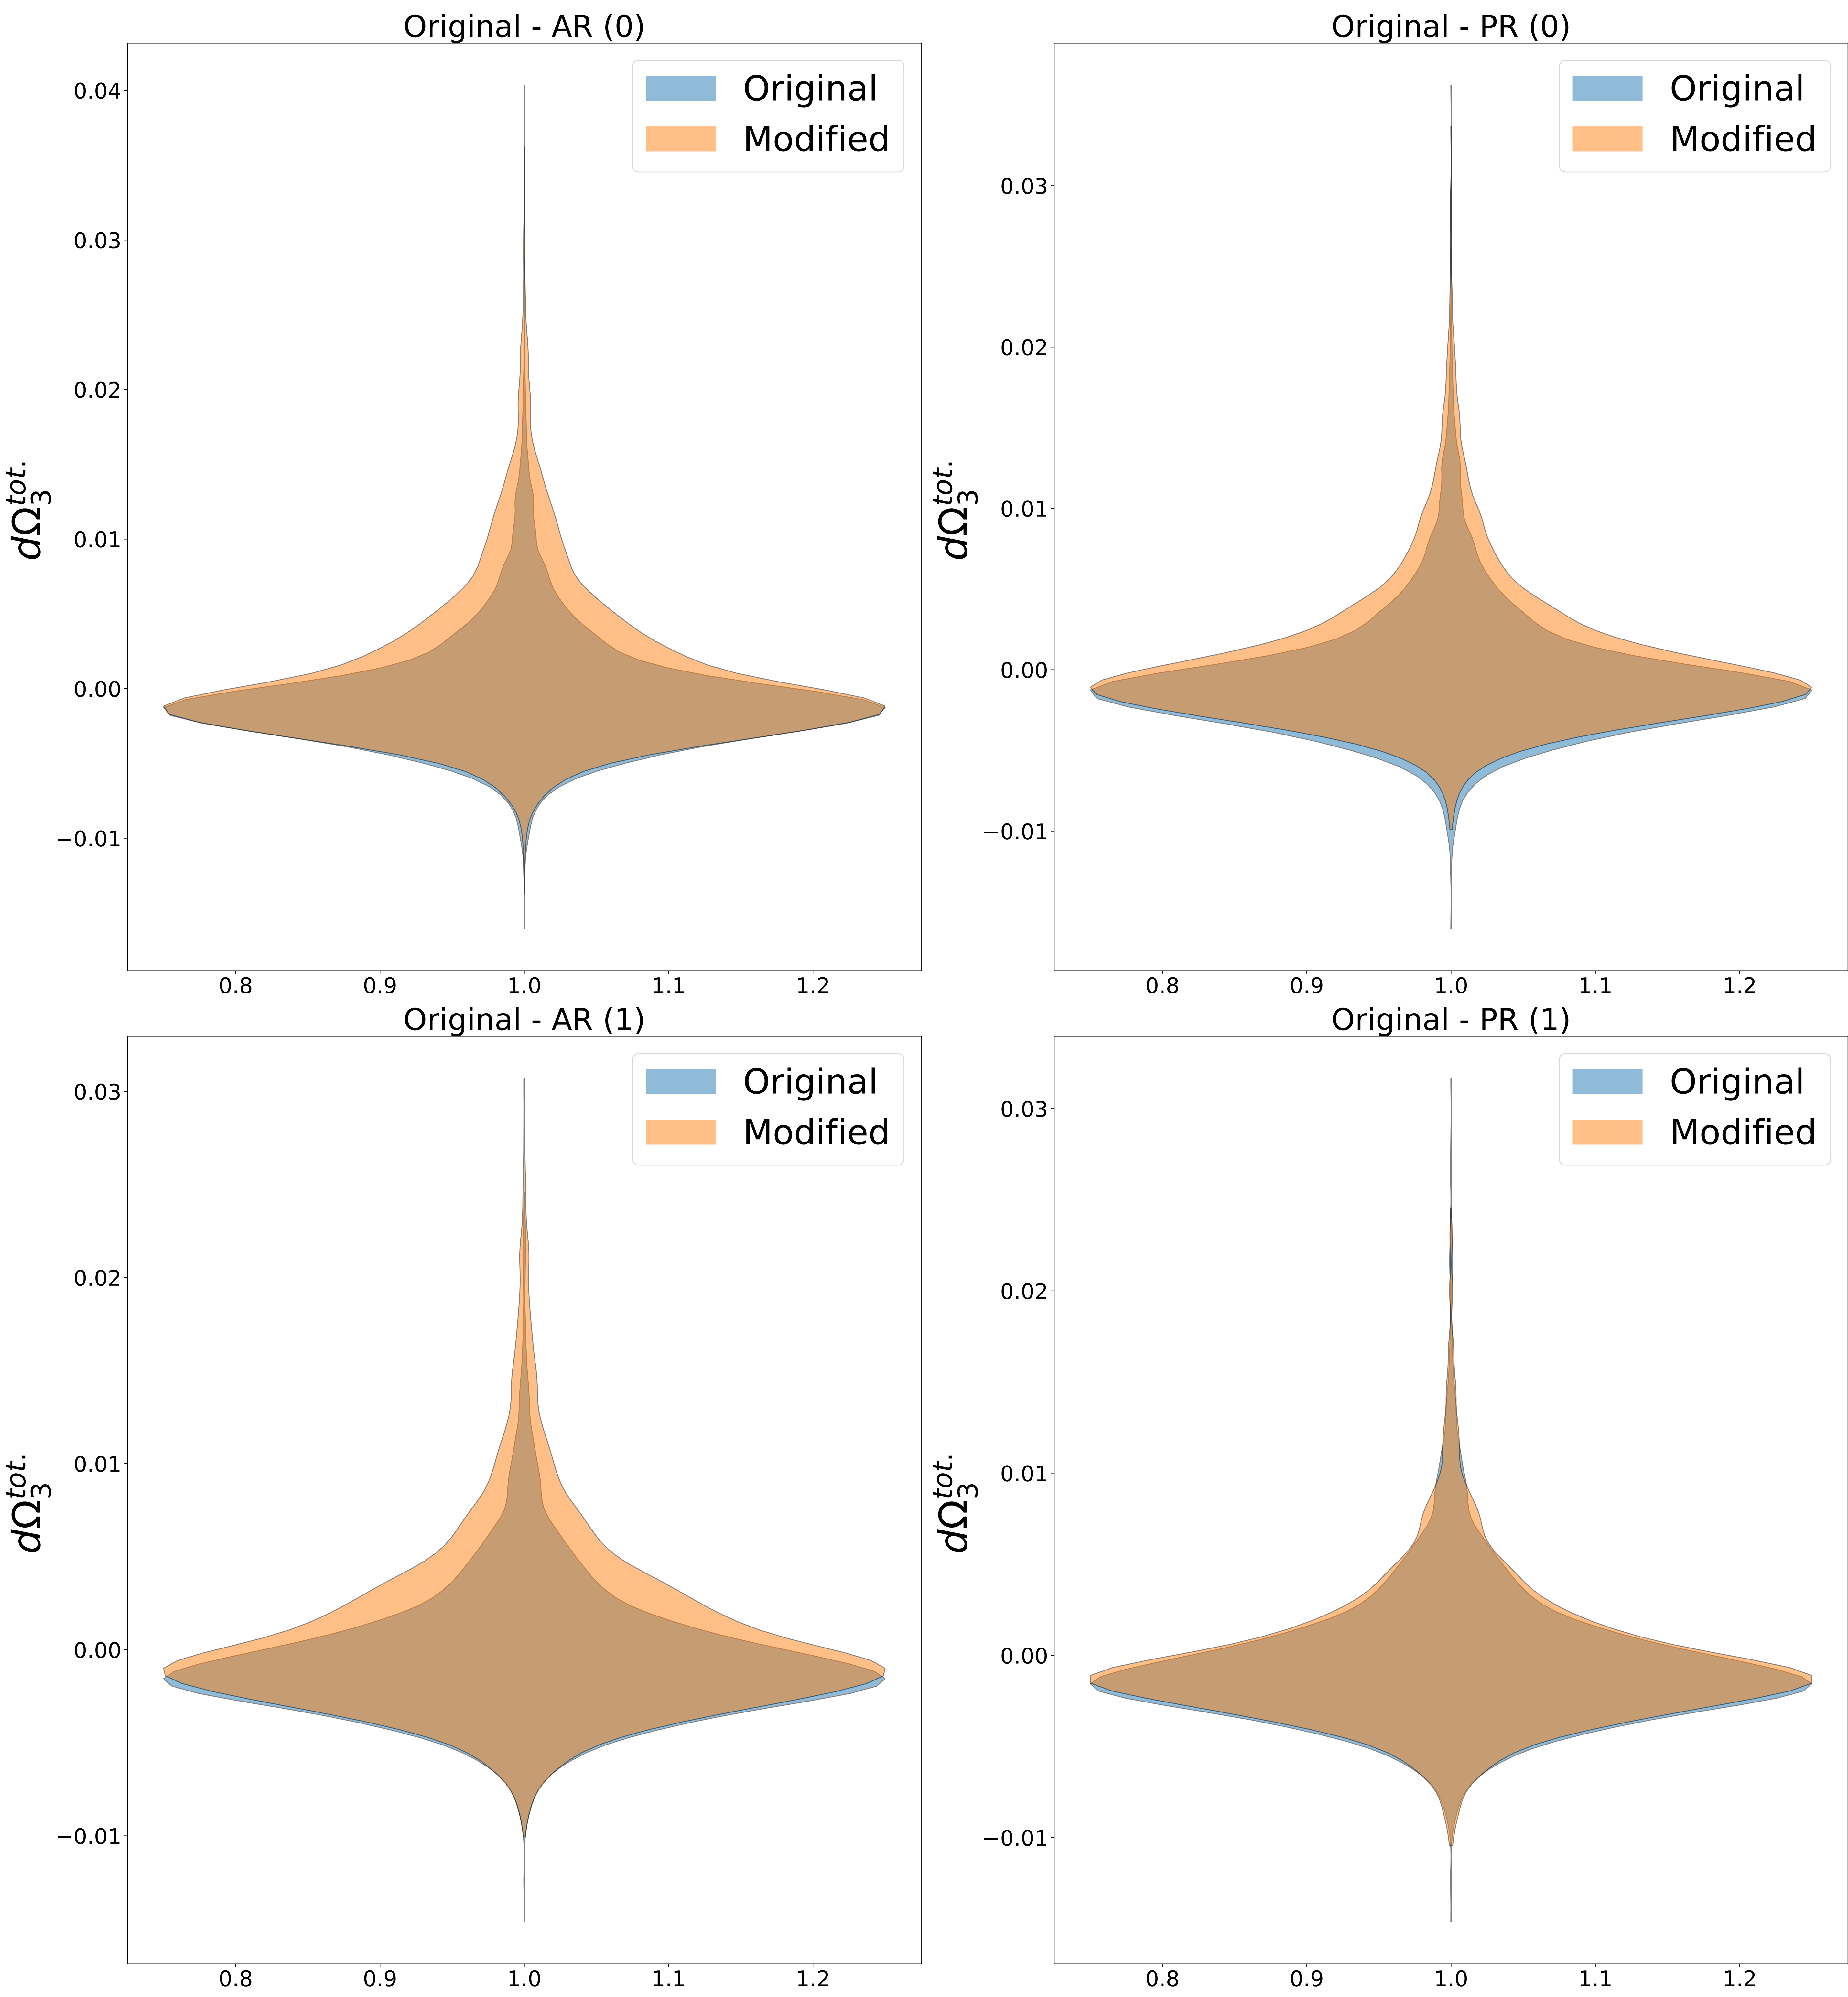 Original - AR (0)
Original
Modified
0.04
0.03
0.02
0.01
0.00
−0.01
dΩ₃ᵗᵒᵗ·
0.8 0.9 1.0 1.1 1.2
Original - PR (0)
Original
Modified
0.03
0.02
0.01
0.00
−0.01
dΩ₃ᵗᵒᵗ·
0.8 0.9 1.0 1.1 1.2
Original - AR (1)
Original
Modified
0.03
0.02
0.01
0.00
−0.01
dΩ₃ᵗᵒᵗ·
0.8 0.9 1.0 1.1 1.2
Original - PR (1)
Original
Modified
0.03
0.02
0.01
0.00
−0.01
dΩ₃ᵗᵒᵗ·
0.8 0.9 1.0 1.1 1.2